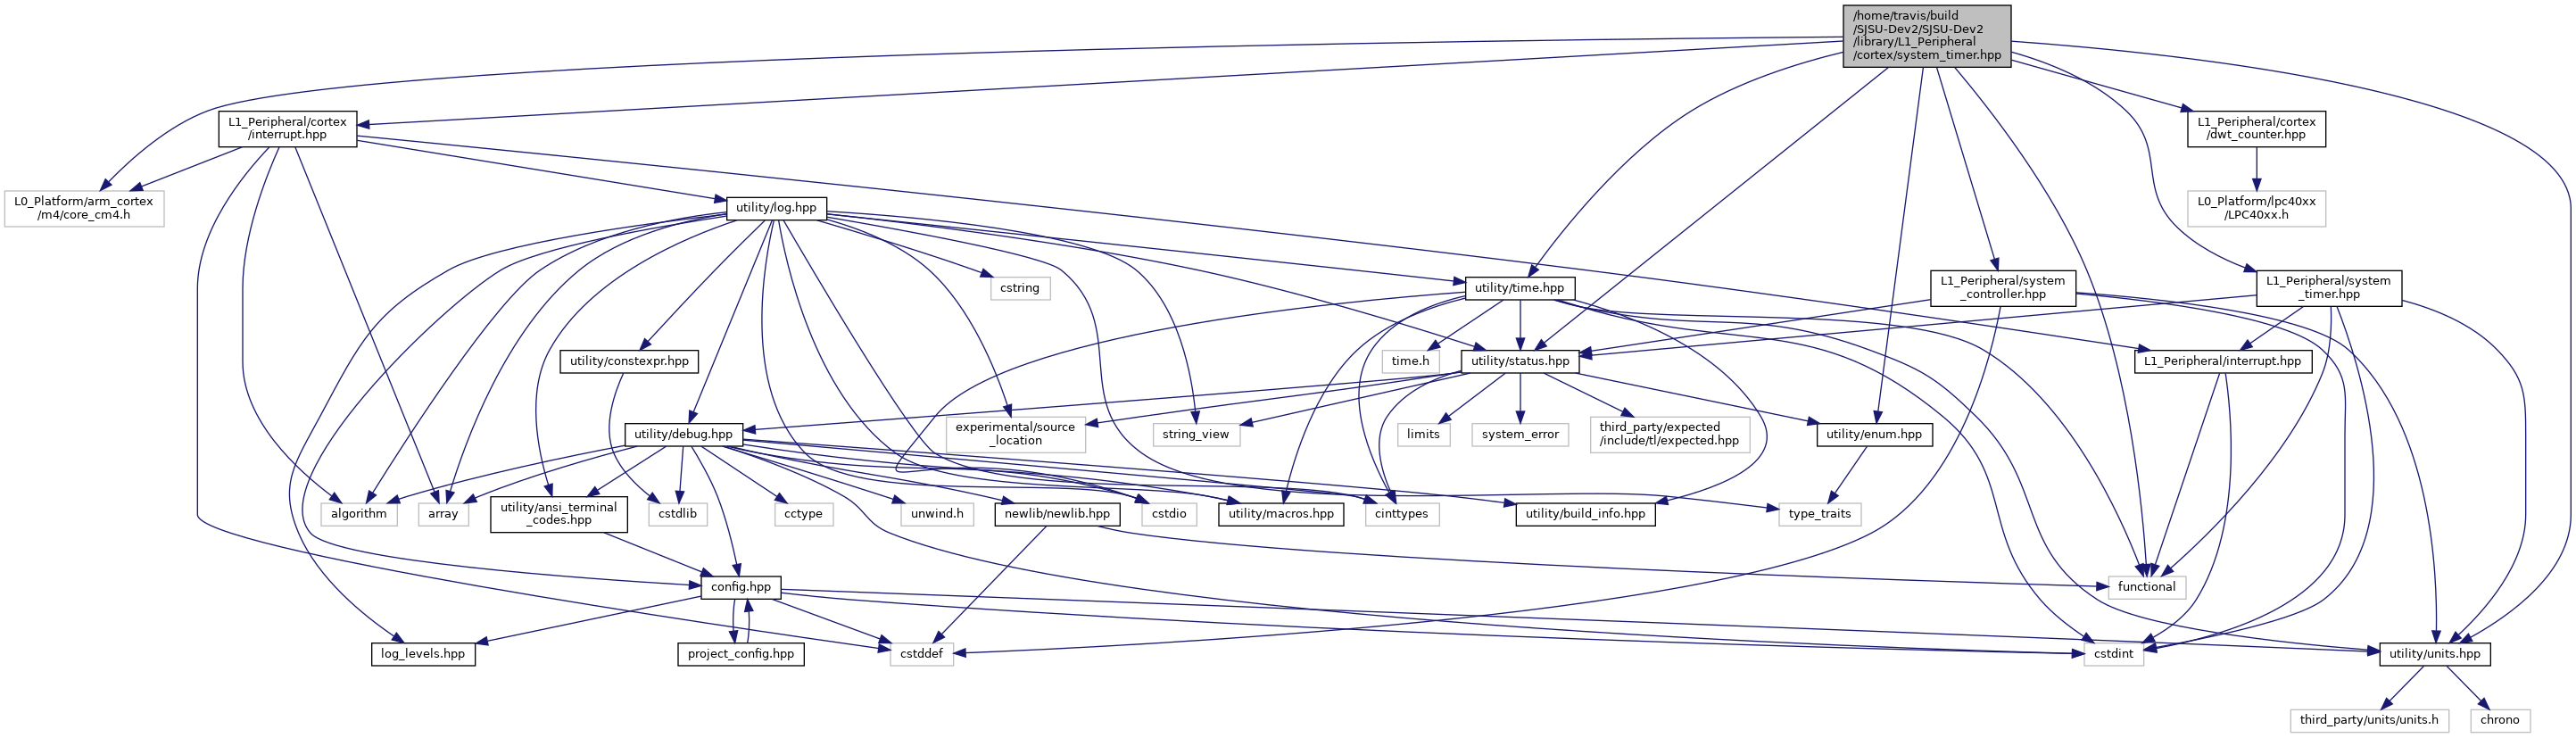 /home/travis/build
/SJSU-Dev2/SJSU-Dev2
/library/L1_Peripheral
/cortex/system_timer.hpp
L1_Peripheral/cortex
/interrupt.hpp
L1_Peripheral/cortex
/dwt_counter.hpp
L0_Platform/arm_cortex
/m4/core_cm4.h
utility/log.hpp
L0_Platform/lpc40xx
/LPC40xx.h
cstring
utility/time.hpp
L1_Peripheral/system
_controller.hpp
L1_Peripheral/system
_timer.hpp
utility/constexpr.hpp
time.h
utility/status.hpp
L1_Peripheral/interrupt.hpp
utility/debug.hpp
experimental/source
_location
string_view
limits
system_error
third_party/expected
/include/tl/expected.hpp
utility/enum.hpp
algorithm
array
utility/ansi_terminal
_codes.hpp
cstdlib
cctype
unwind.h
newlib/newlib.hpp
cstdio
utility/macros.hpp
cinttypes
utility/build_info.hpp
type_traits
config.hpp
functional
log_levels.hpp
project_config.hpp
cstddef
cstdint
utility/units.hpp
third_party/units/units.h
chrono